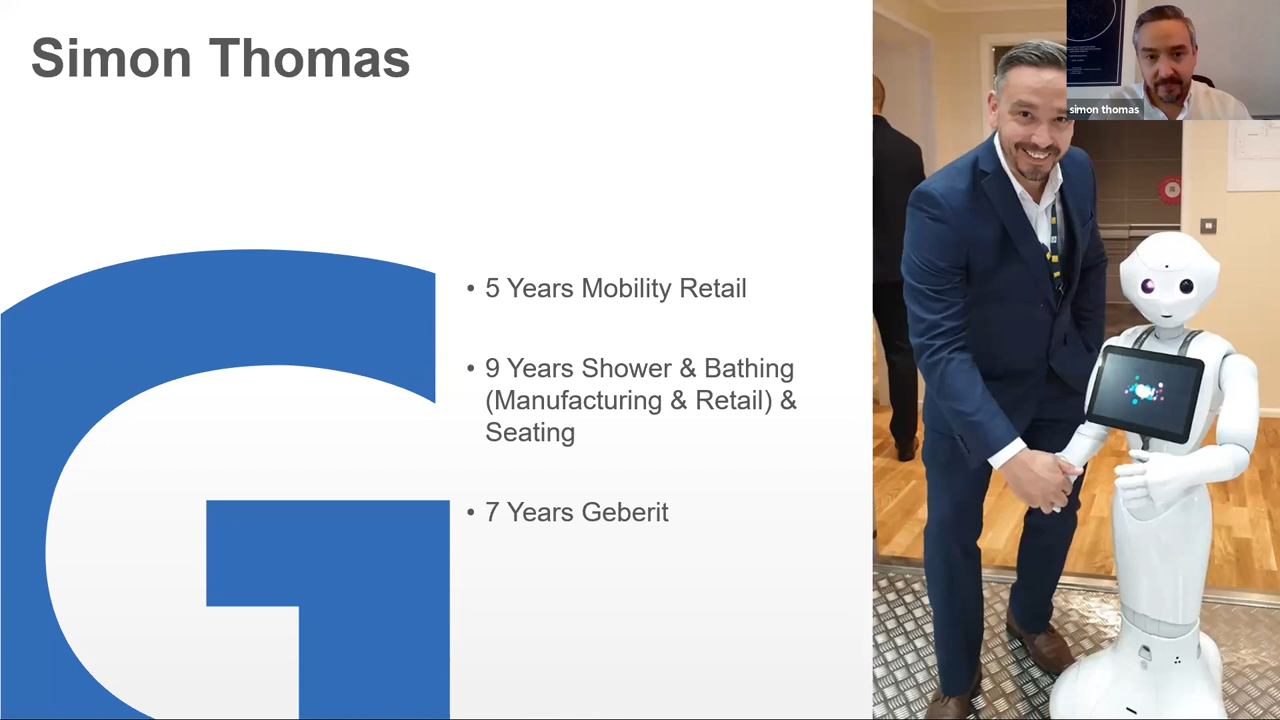 Simon Thomas
simon thomas
• 5 Years Mobility Retail
• 9 Years Shower & Bathing
(Manufacturing & Retail) &
Seating
• 7 Years Geberit
G